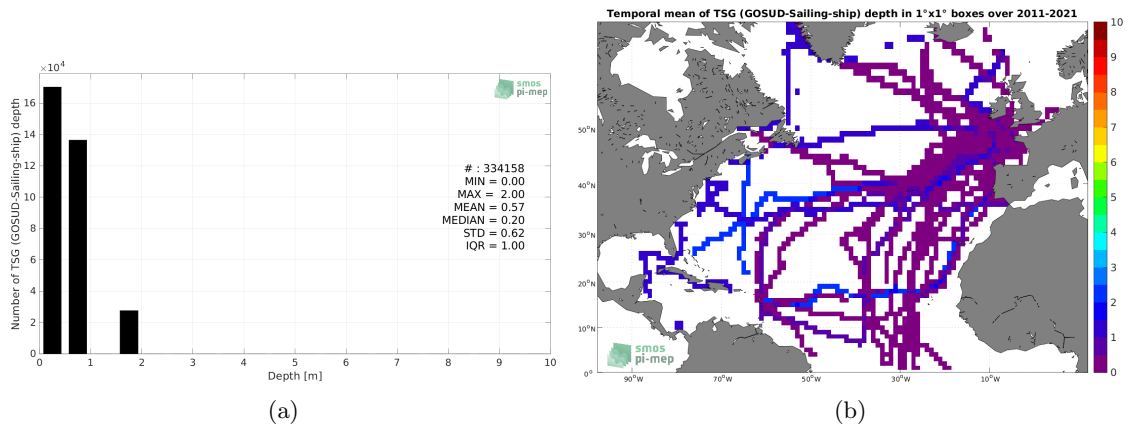 Temporal mean of TSG (GOSUD-Sailing-ship) depth in 1°x1° boxes over 2011-2021
×10⁴
16
14
12
10
8
6
4
2
0
Number of TSG (GOSUD-Sailing-ship) depth
smos
pi-mep
# : 334158
MIN = 0.00
MAX = 2.00
MEAN = 0.57
MEDIAN = 0.20
STD = 0.62
IQR = 1.00
0 1 2 3 4 5 6 7 8 9 10
Depth [m]
(a)
50°N
40°N
30°N
20°N
10°N
0°
90°W 70°W 50°W 30°W 10°W
smos
pi-mep
10
9
8
7
6
5
4
3
2
1
0
(b)